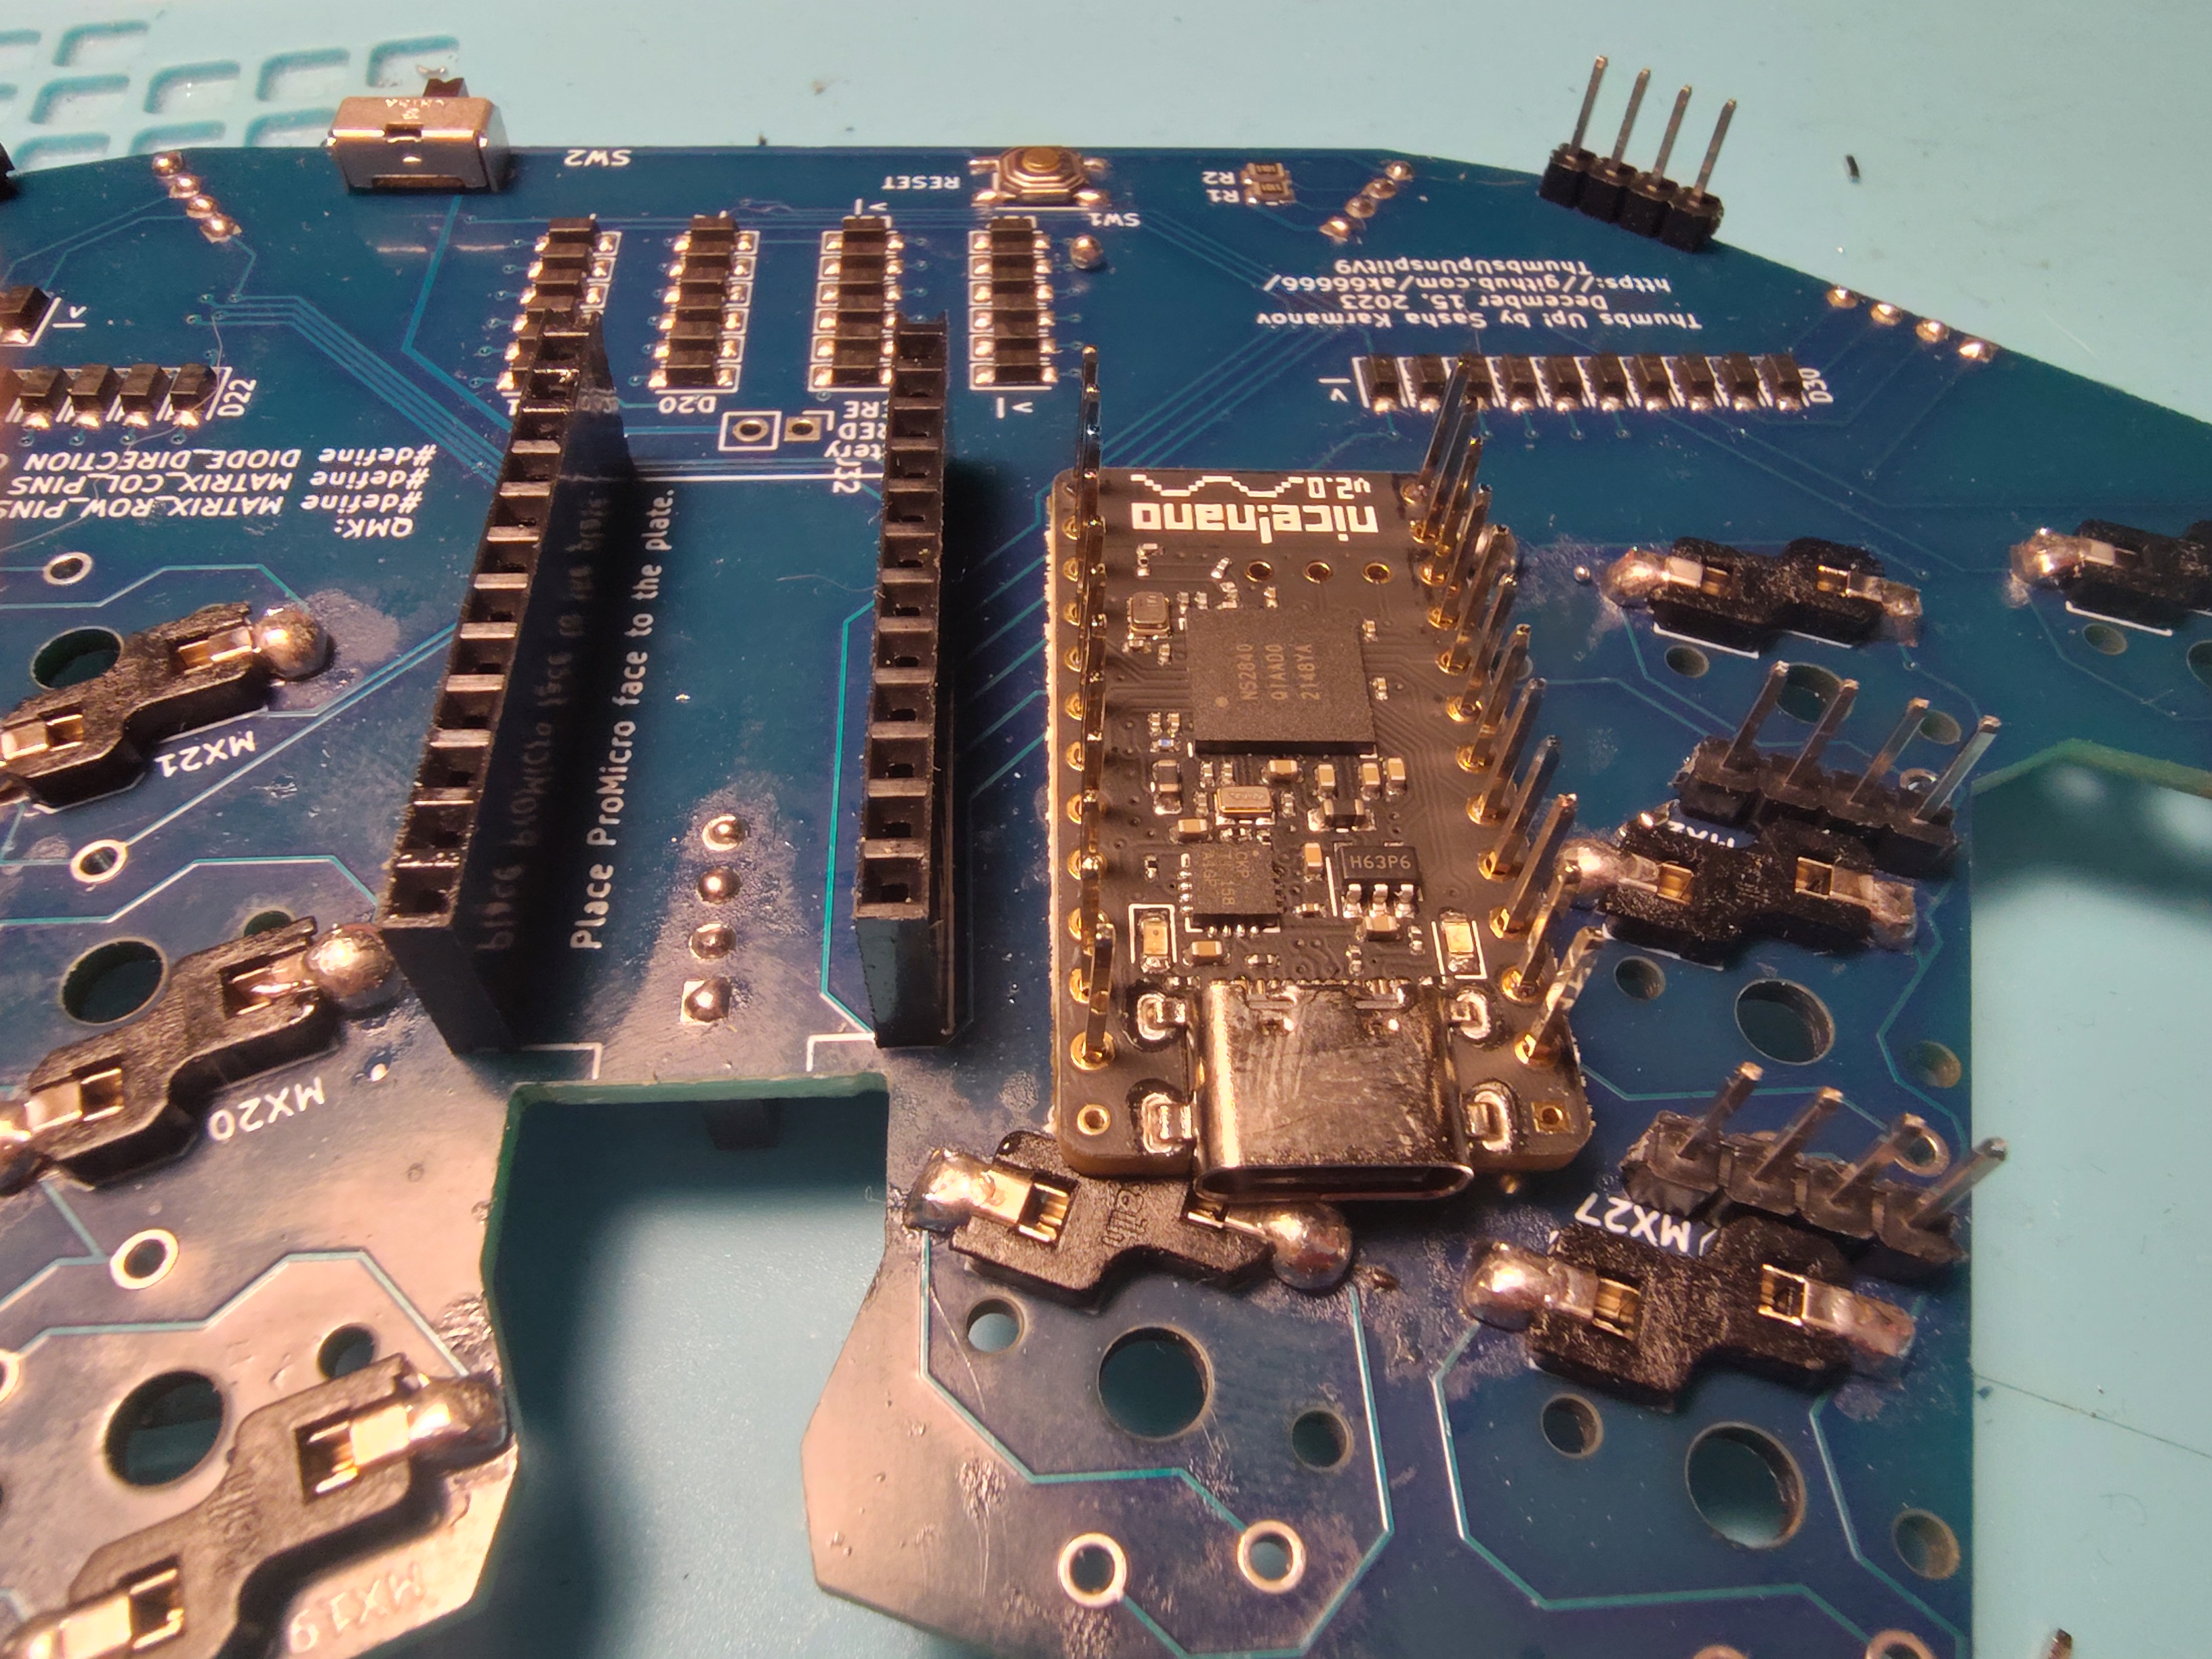 SW2
RESET
SW1
R2
R1
Thumbs Up! by Sasha Karmanov
December 15, 2023
https://github.com/ak66666/
ThumbsUpUnsplitV9
D22
D20
D30
RED
J32
QMK:
#define MATRIX_ROW_PINS
#define MATRIX_COL_PINS
#define DIODE_DIRECTION
Place ProMicro face to the plate.
nice!nano
v2.0
N52840
QIAAD0
2148YA
H63P6
MX21
MX20
MX27
MX19